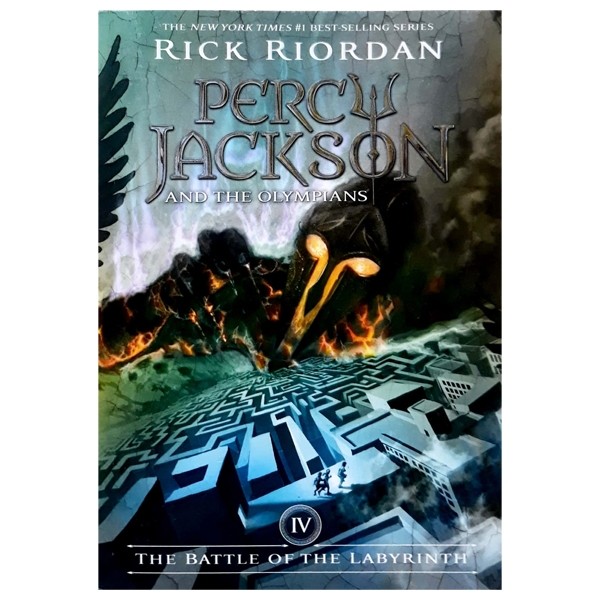 THE NEW YORK TIMES #1 BEST-SELLING SERIES
RICK RIORDAN
PERCY
JACKSON
AND THE OLYMPIANS
IV
THE BATTLE OF THE LABYRINTH